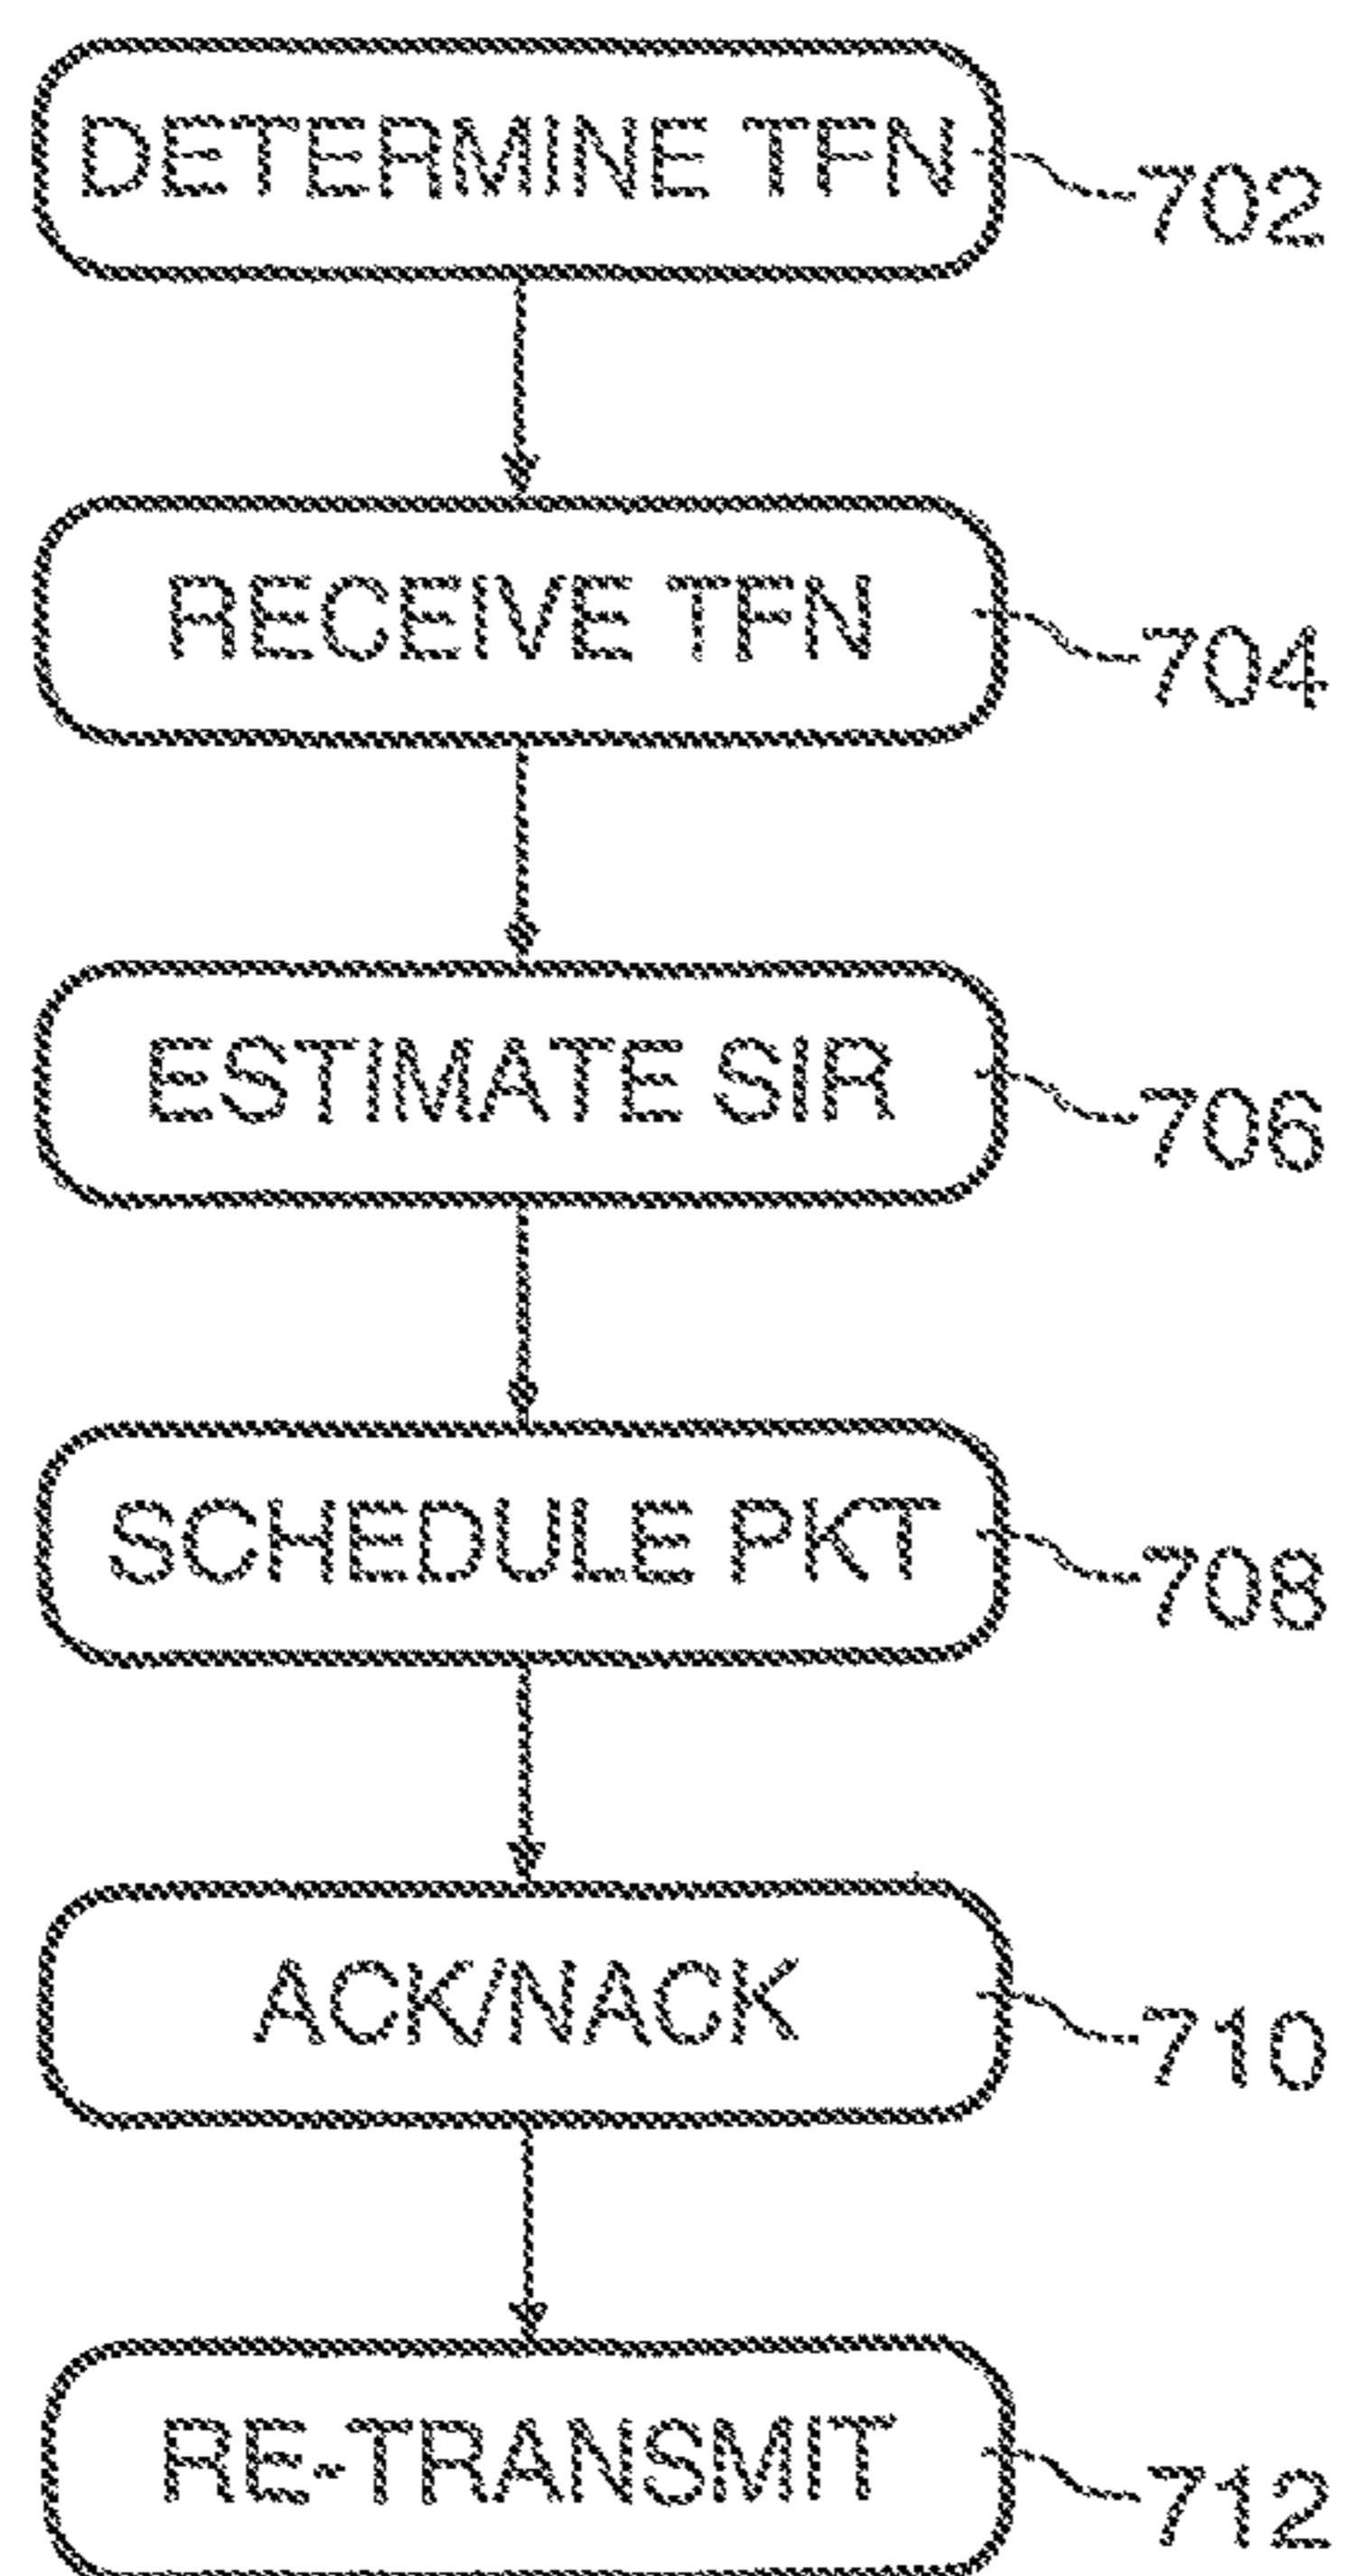 DETERMINE TFN
702
RECEIVE TFN
704
ESTIMATE SIR
706
SCHEDULE PKT
708
ACK/NACK
710
RE-TRANSMIT
712